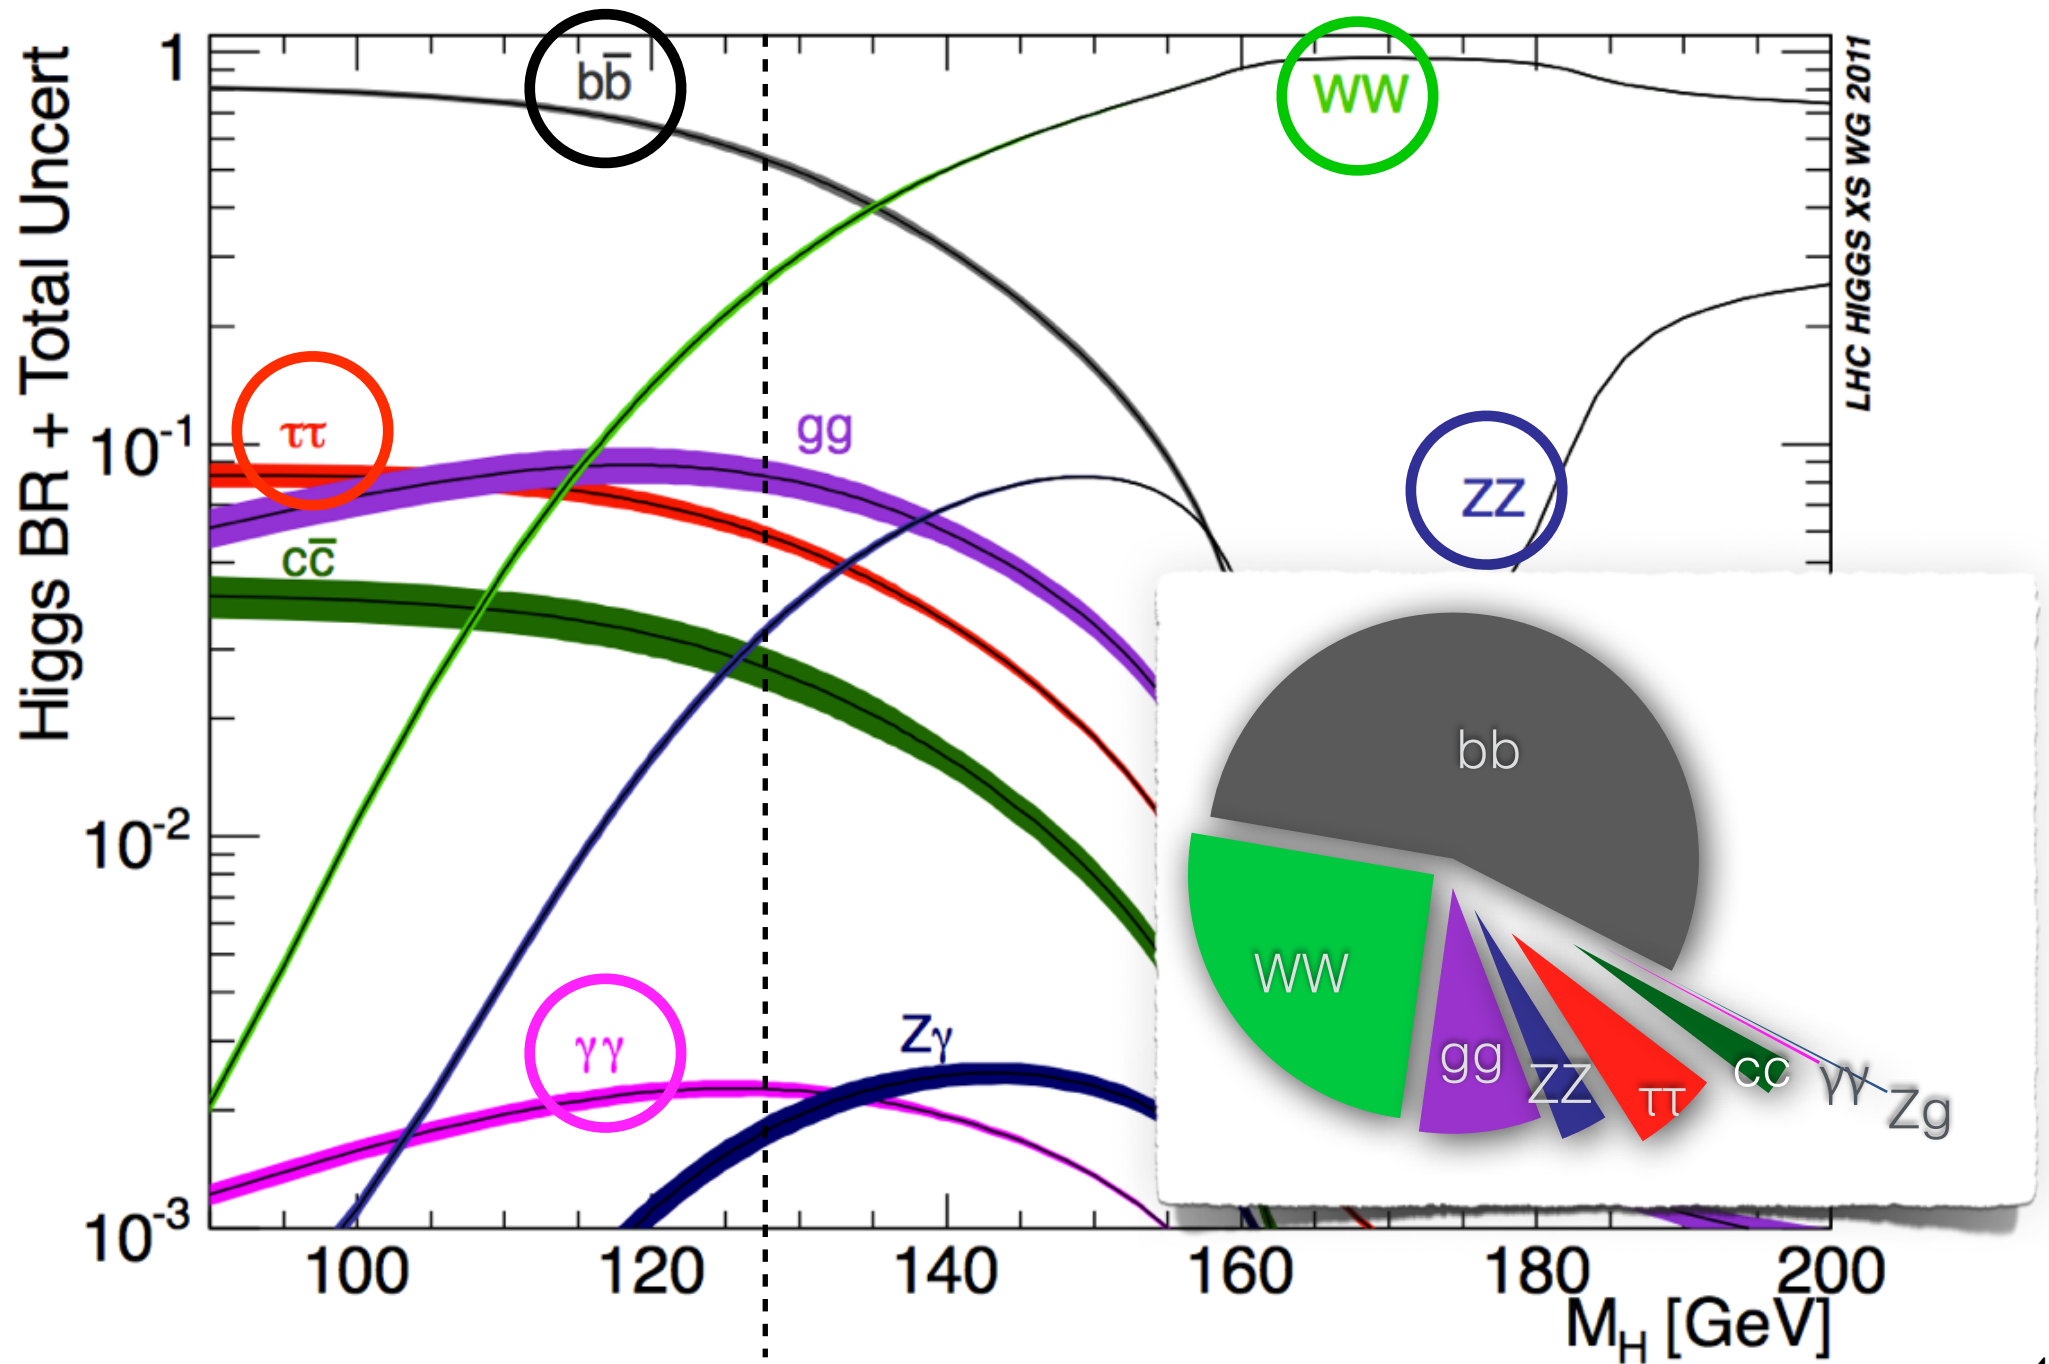 Higgs BR + Total Uncert
LHC HIGGS XS WG 2011
1
10⁻¹
10⁻²
10⁻³
bb̅
WW
ττ
gg
ZZ
cc̅
γγ
Zγ
bb
WW
gg
ZZ
ττ
cc
γγ
Zg
100 120 140 160 180 200
M_H [GeV]